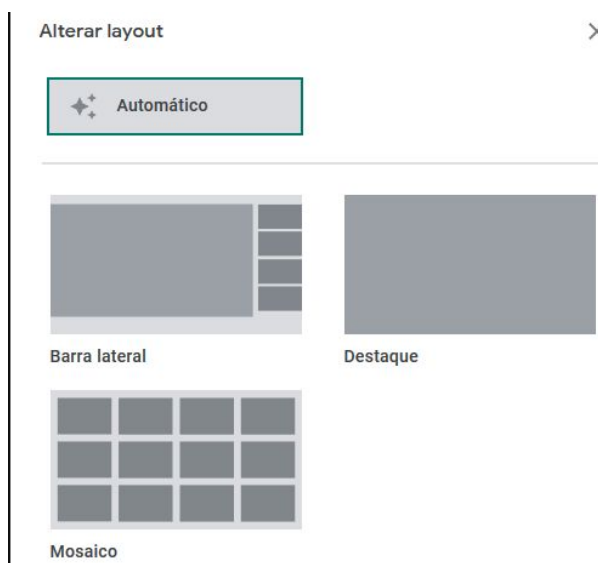 Alterar layout
Automático
Barra lateral
Destaque
Mosaico